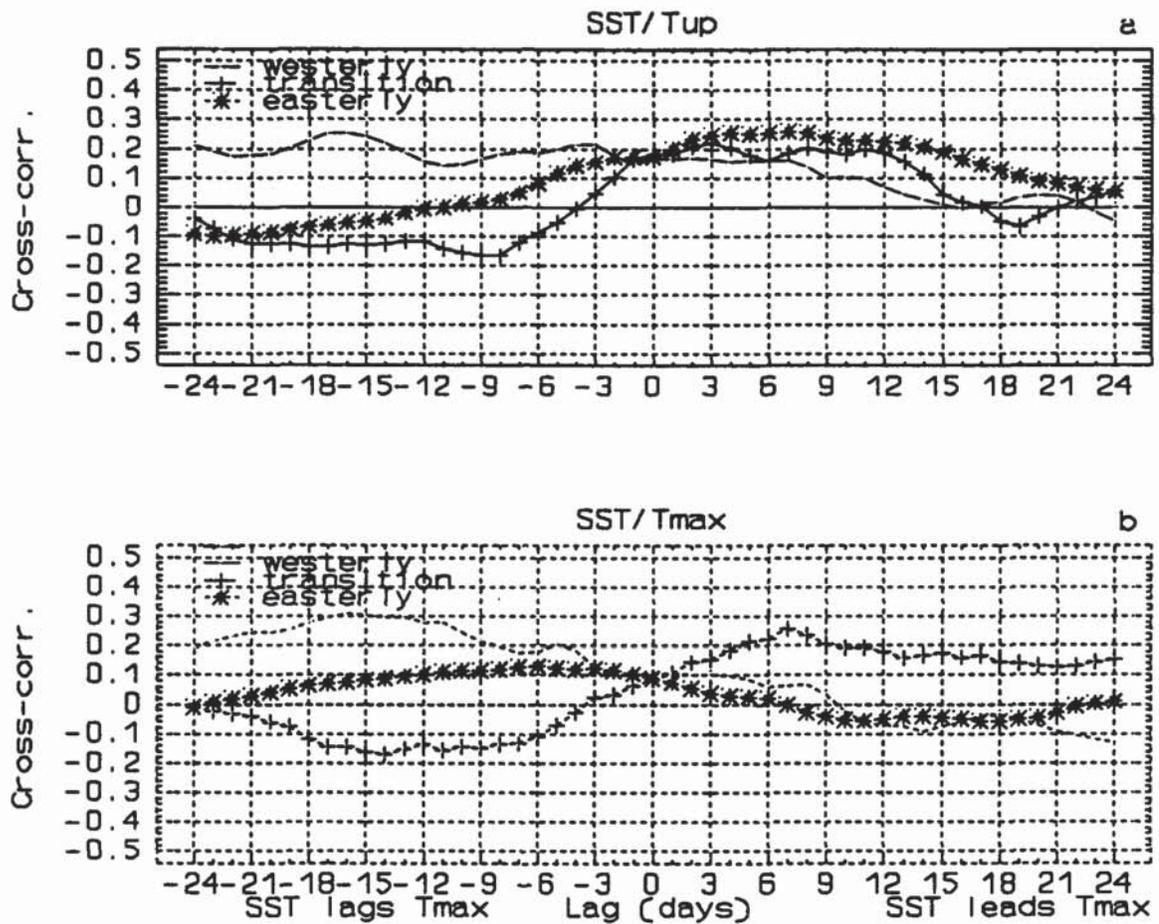 SST/Tup
a
Cross-corr.
0.5
0.4
0.3
0.2
0.1
0
-0.1
-0.2
-0.3
-0.4
-0.5
westerly
transition
easterly
-24 -21 -18 -15 -12 -9 -6 -3 0 3 6 9 12 15 18 21 24
SST/Tmax
b
Cross-corr.
0.5
0.4
0.3
0.2
0.1
0
-0.1
-0.2
-0.3
-0.4
-0.5
westerly
transition
easterly
-24 -21 -18 -15 -12 -9 -6 -3 0 3 6 9 12 15 18 21 24
SST lags Tmax Lag (days) SST leads Tmax